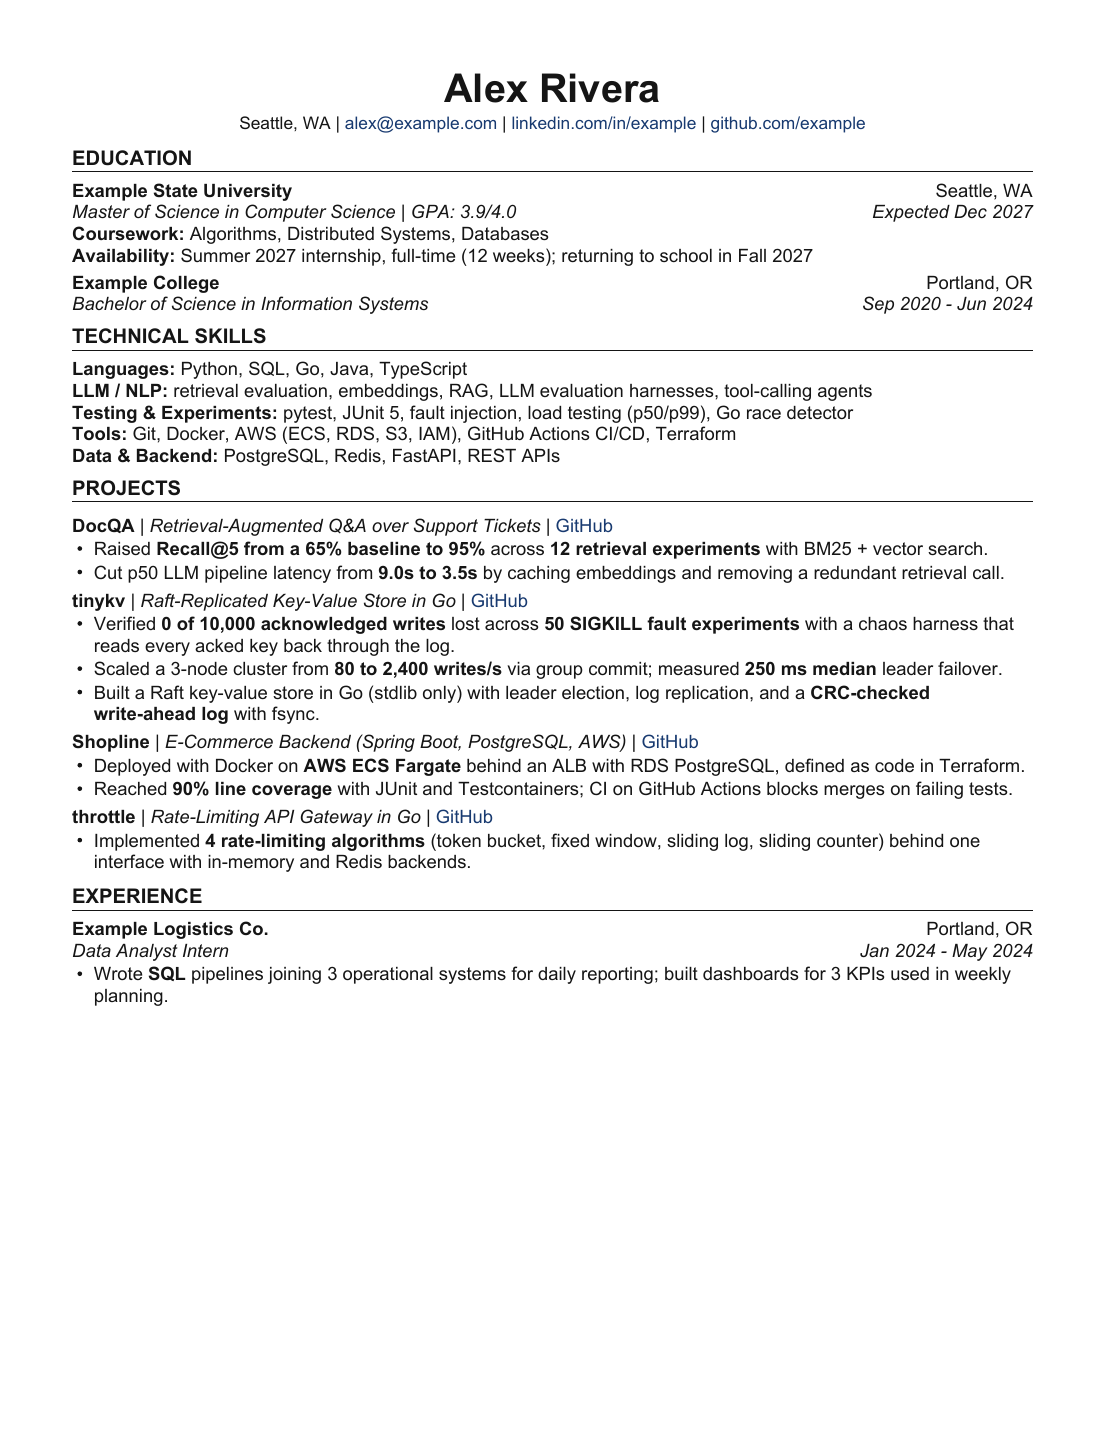 Alex Rivera
Seattle, WA | alex@example.com | linkedin.com/in/example | github.com/example
EDUCATION
Example State University Seattle, WA
Master of Science in Computer Science | GPA: 3.9/4.0 Expected Dec 2027
Coursework: Algorithms, Distributed Systems, Databases
Availability: Summer 2027 internship, full-time (12 weeks); returning to school in Fall 2027
Example College Portland, OR
Bachelor of Science in Information Systems Sep 2020 - Jun 2024
TECHNICAL SKILLS
Languages: Python, SQL, Go, Java, TypeScript
LLM / NLP: retrieval evaluation, embeddings, RAG, LLM evaluation harnesses, tool-calling agents
Testing & Experiments: pytest, JUnit 5, fault injection, load testing (p50/p99), Go race detector
Tools: Git, Docker, AWS (ECS, RDS, S3, IAM), GitHub Actions CI/CD, Terraform
Data & Backend: PostgreSQL, Redis, FastAPI, REST APIs
PROJECTS
DocQA | Retrieval-Augmented Q&A over Support Tickets | GitHub
• Raised Recall@5 from a 65% baseline to 95% across 12 retrieval experiments with BM25 + vector search.
• Cut p50 LLM pipeline latency from 9.0s to 3.5s by caching embeddings and removing a redundant retrieval call.
tinykv | Raft-Replicated Key-Value Store in Go | GitHub
• Verified 0 of 10,000 acknowledged writes lost across 50 SIGKILL fault experiments with a chaos harness that
reads every acked key back through the log.
• Scaled a 3-node cluster from 80 to 2,400 writes/s via group commit; measured 250 ms median leader failover.
• Built a Raft key-value store in Go (stdlib only) with leader election, log replication, and a CRC-checked
write-ahead log with fsync.
Shopline | E-Commerce Backend (Spring Boot, PostgreSQL, AWS) | GitHub
• Deployed with Docker on AWS ECS Fargate behind an ALB with RDS PostgreSQL, defined as code in Terraform.
• Reached 90% line coverage with JUnit and Testcontainers; CI on GitHub Actions blocks merges on failing tests.
throttle | Rate-Limiting API Gateway in Go | GitHub
• Implemented 4 rate-limiting algorithms (token bucket, fixed window, sliding log, sliding counter) behind one
interface with in-memory and Redis backends.
EXPERIENCE
Example Logistics Co. Portland, OR
Data Analyst Intern Jan 2024 - May 2024
• Wrote SQL pipelines joining 3 operational systems for daily reporting; built dashboards for 3 KPIs used in weekly
planning.